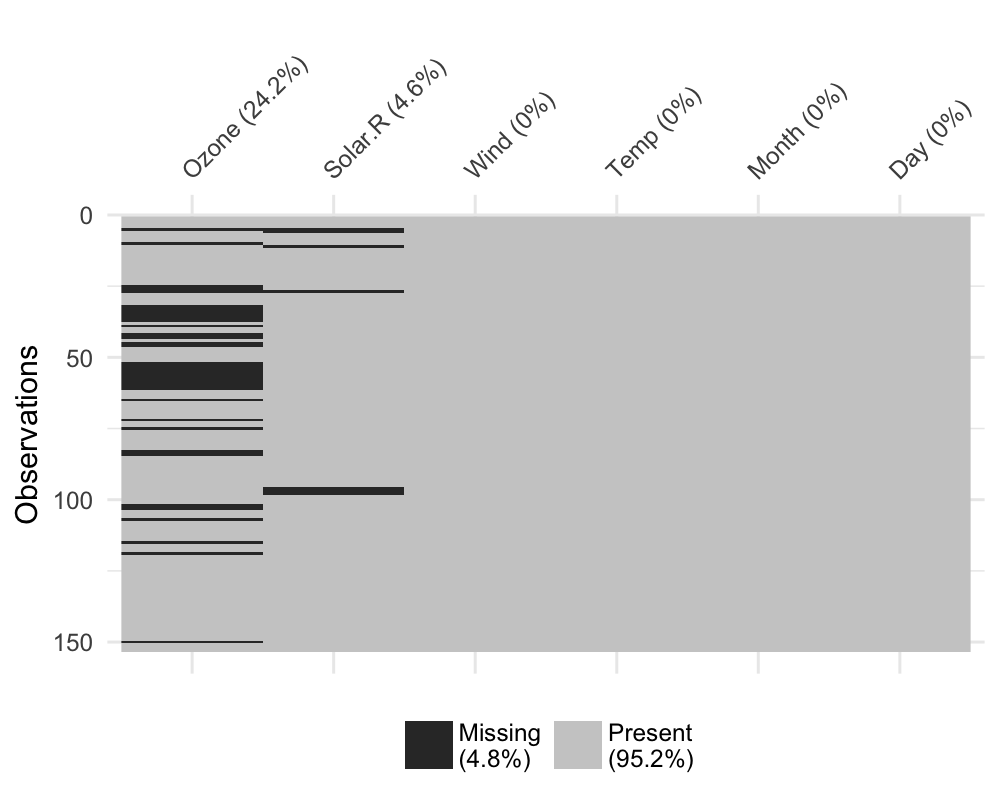 Ozone (24.2%)
Solar.R (4.6%)
Wind (0%)
Temp (0%)
Month (0%)
Day (0%)
0
50
100
150
Observations
Missing
(4.8%)
Present
(95.2%)